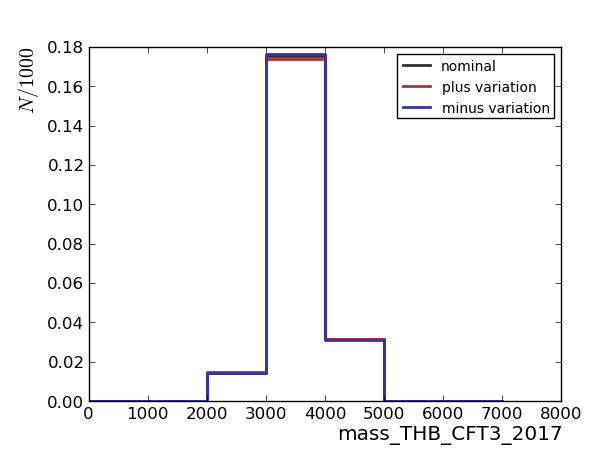 N/1000
0.18
0.16
0.14
0.12
0.10
0.08
0.06
0.04
0.02
0.00
nominal
plus variation
minus variation
0 1000 2000 3000 4000 5000 6000 7000 8000
mass_THB_CFT3_2017